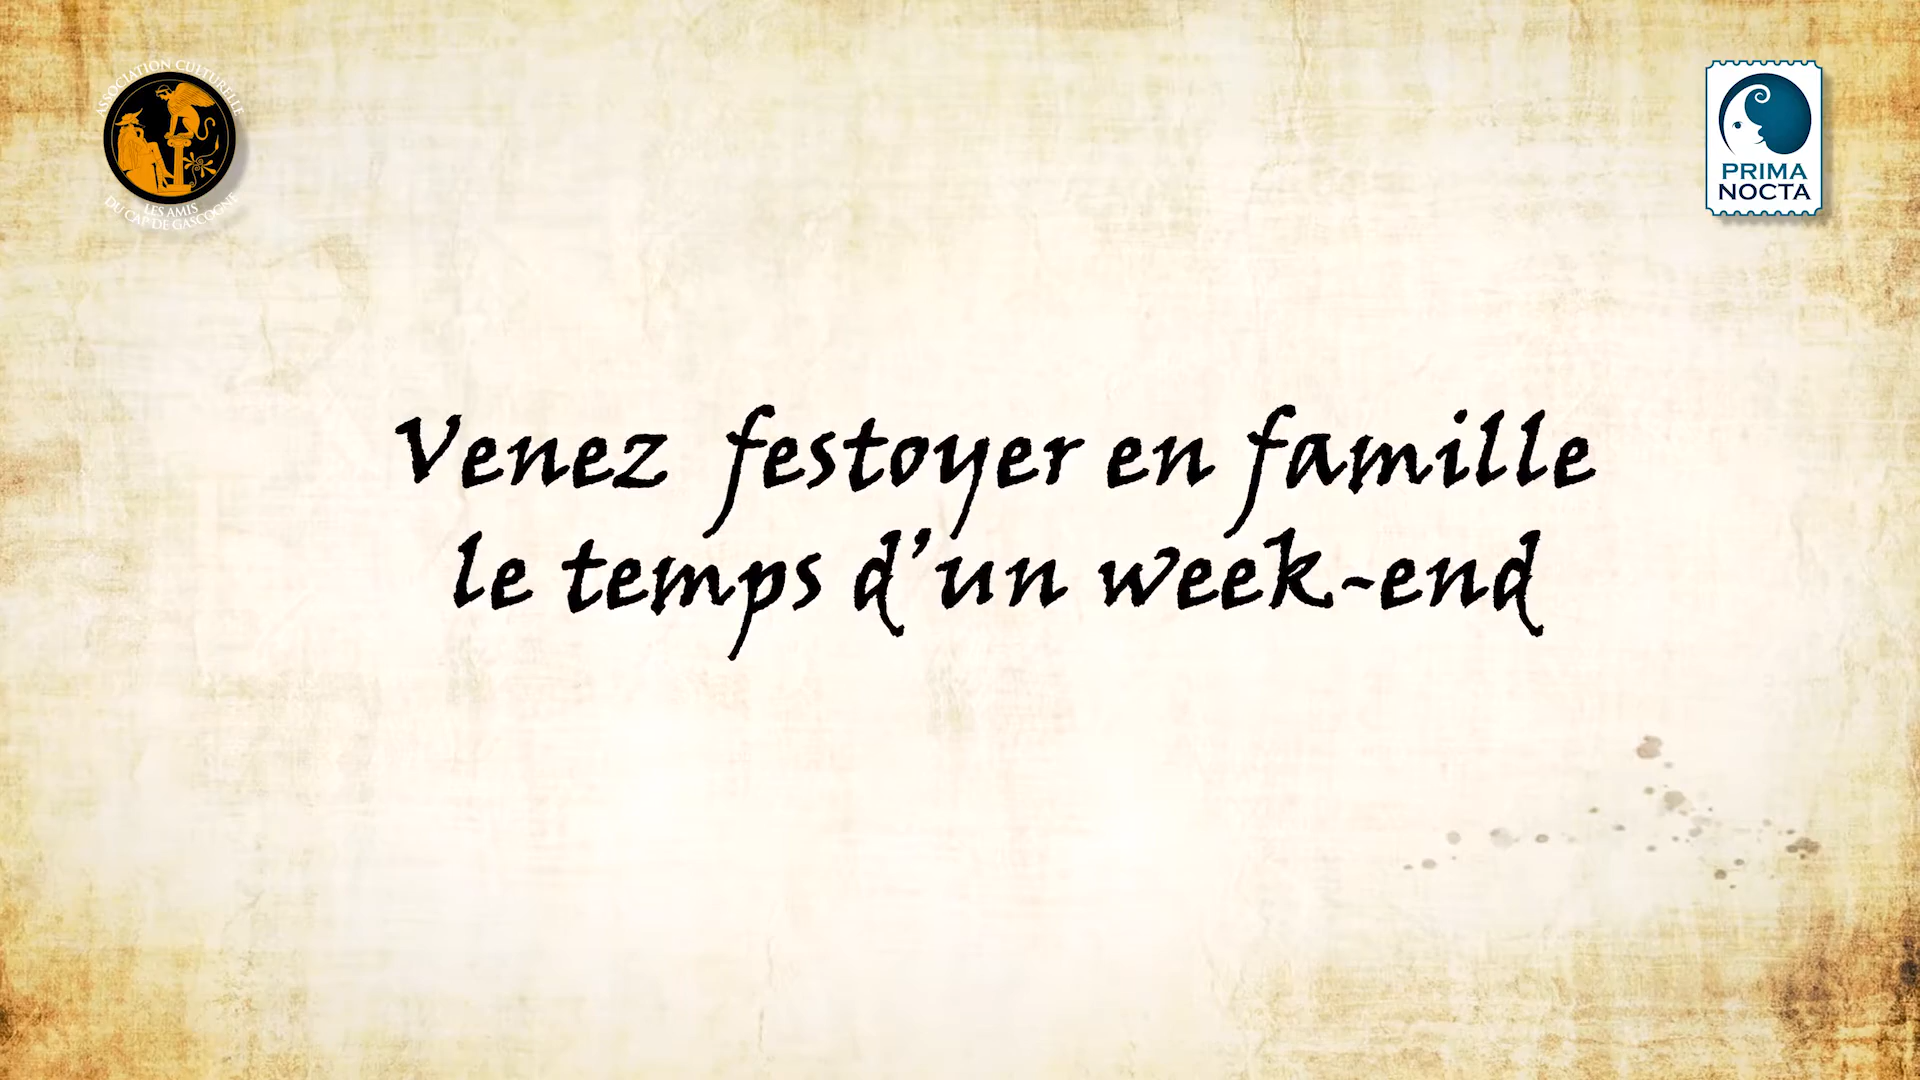 ASSOCIATION CULTURELLE
LES AMIS
DU CAP DE GASCOGNE
PRIMA
NOCTA
Venez festoyer en famille
le temps d'un week-end